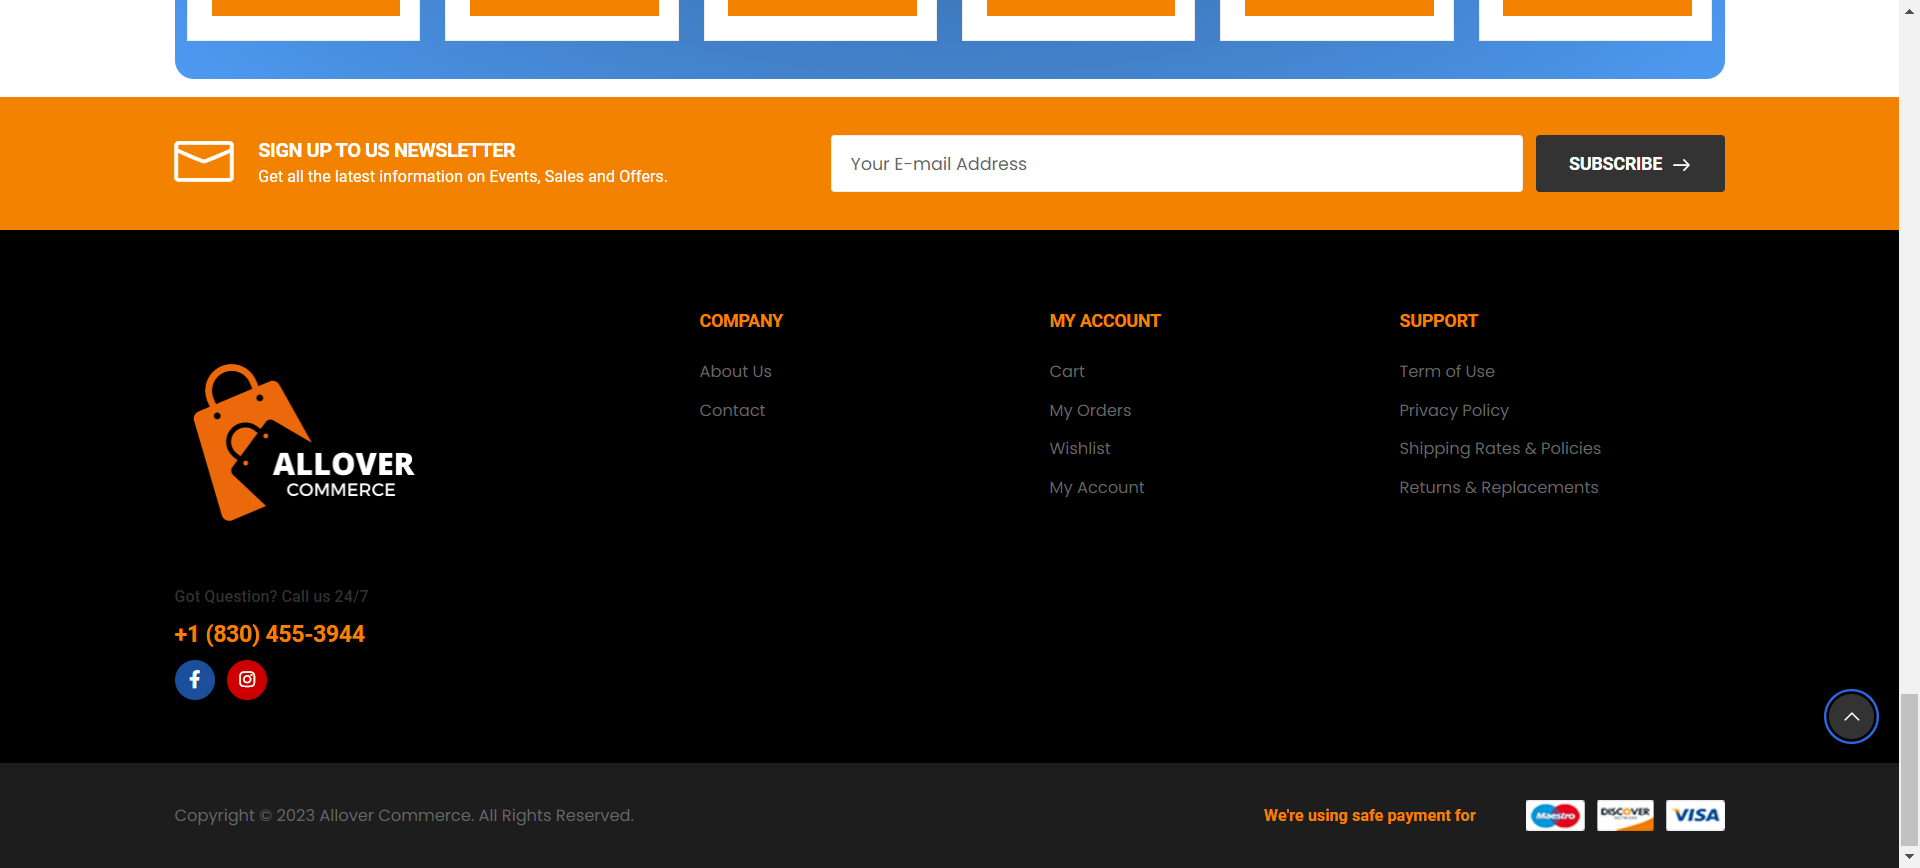 SIGN UP TO US NEWSLETTER
Get all the latest information on Events, Sales and Offers.
Your E-mail Address
SUBSCRIBE
ALLOVER
COMMERCE
Got Question? Call us 24/7
+1 (830) 455-3944
COMPANY
About Us
Contact
MY ACCOUNT
Cart
My Orders
Wishlist
My Account
SUPPORT
Term of Use
Privacy Policy
Shipping Rates & Policies
Returns & Replacements
Copyright © 2023 Allover Commerce. All Rights Reserved.
We're using safe payment for
Maestro
DISCOVER
VISA